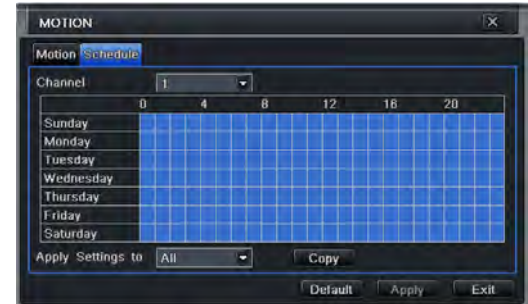 MOTION X
Motion Schedule
Channel 1
0 4 8 12 16 20
Sunday
Monday
Tuesday
Wednesday
Thursday
Friday
Saturday
Apply Settings to All Copy
Default Apply Exit